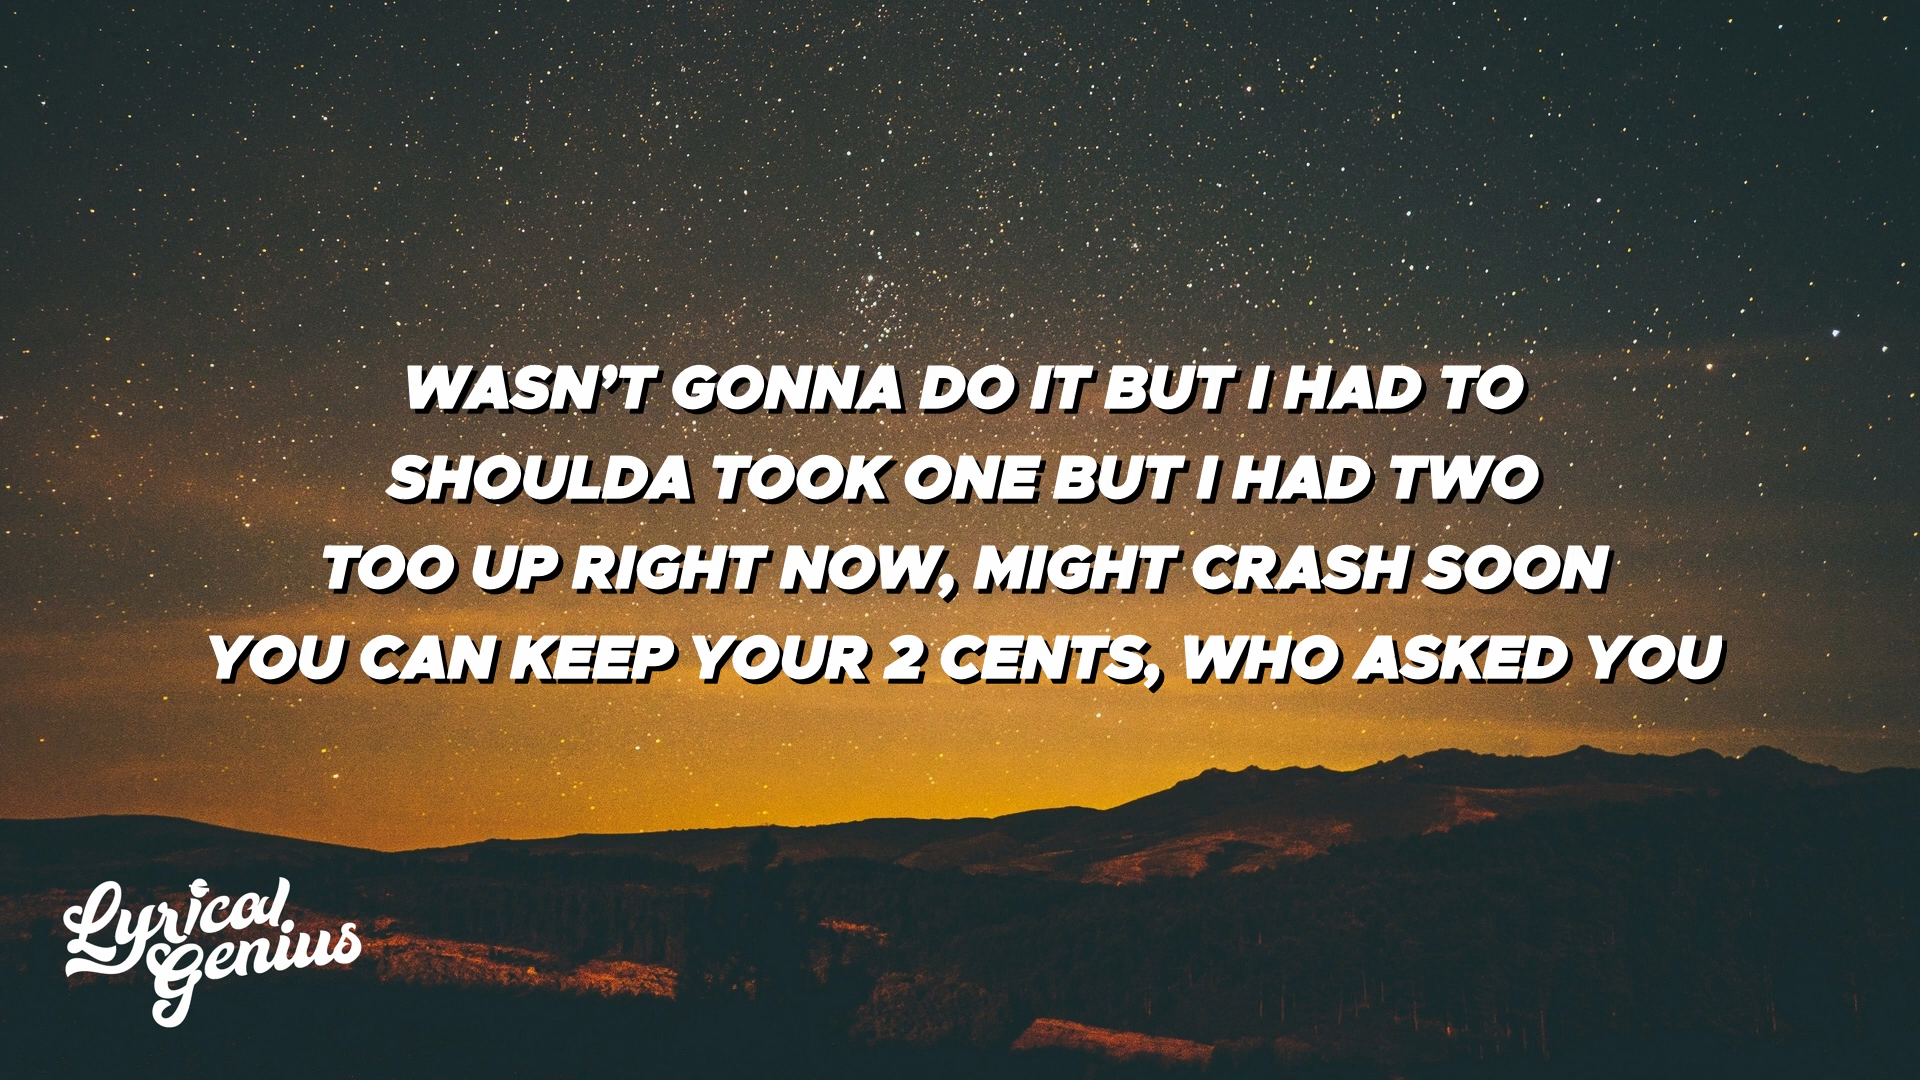 WASN’T GONNA DO IT BUT I HAD TO
SHOULDA TOOK ONE BUT I HAD TWO
TOO UP RIGHT NOW, MIGHT CRASH SOON
YOU CAN KEEP YOUR 2 CENTS, WHO ASKED YOU
Lyrical
Genius